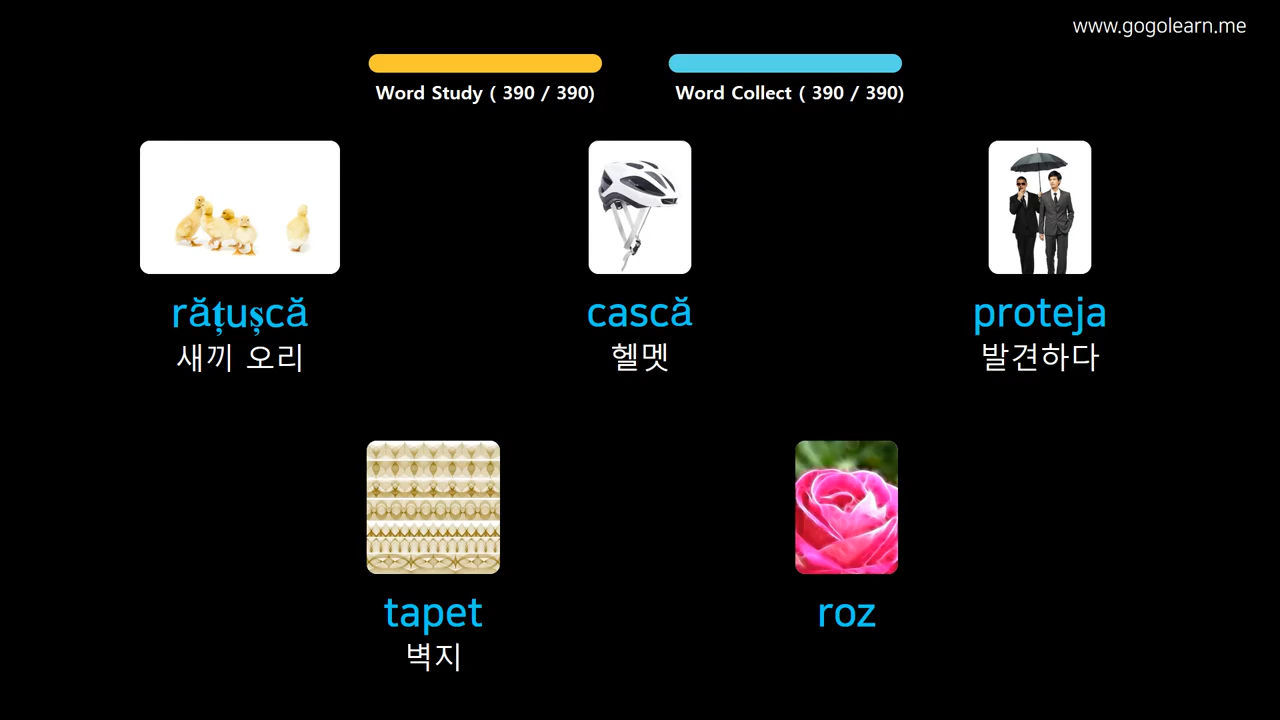 www.gogolearn.me
Word Study ( 390 / 390)
Word Collect ( 390 / 390)
rățușcă
새끼 오리
cască
헬멧
proteja
발견하다
tapet
벽지
roz